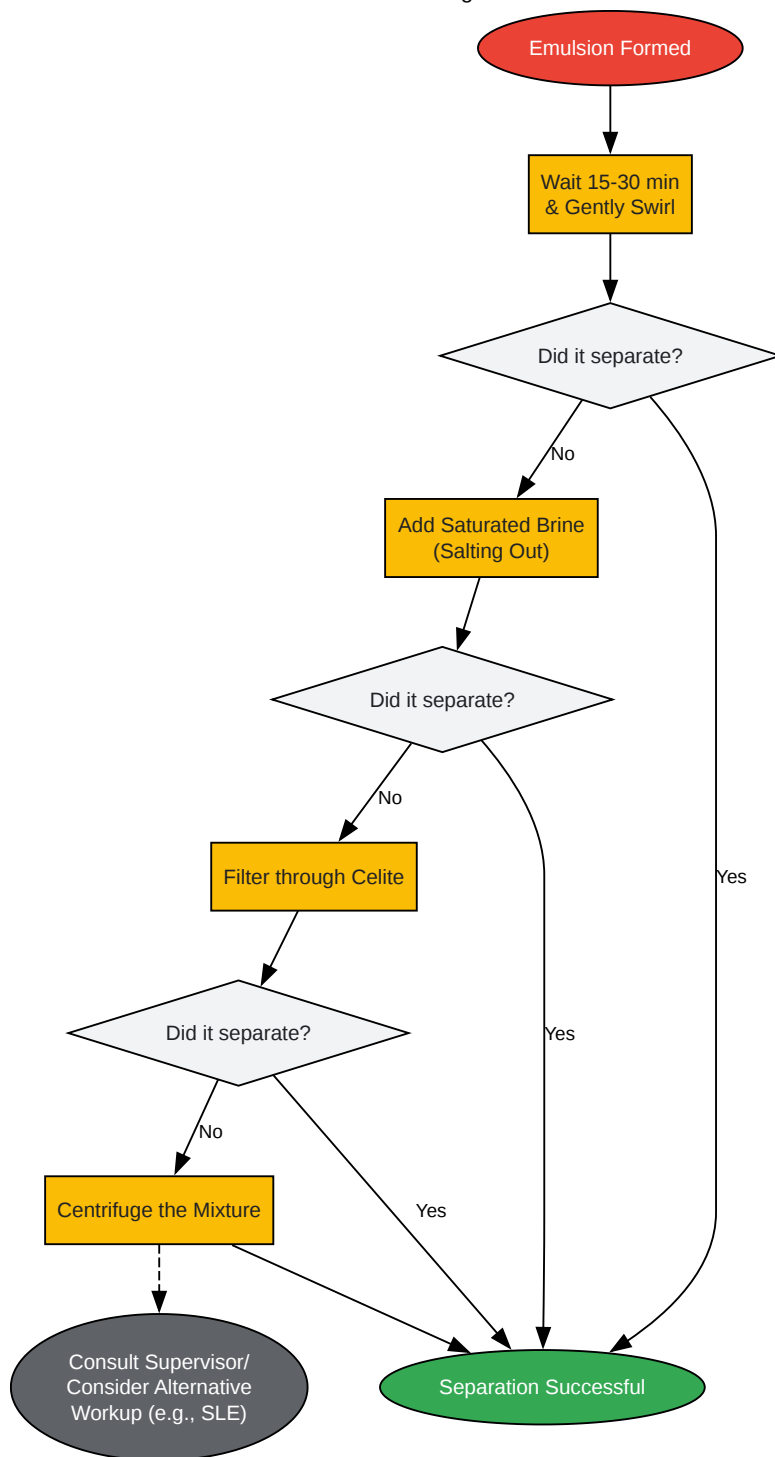 Emulsion Formed
Wait 15-30 min
& Gently Swirl
Did it separate?
No
Add Saturated Brine
(Salting Out)
Did it separate?
No
Filter through Celite
Yes
Did it separate?
Yes
No
Centrifuge the Mixture
Yes
Consult Supervisor/
Consider Alternative
Workup (e.g., SLE)
Separation Successful